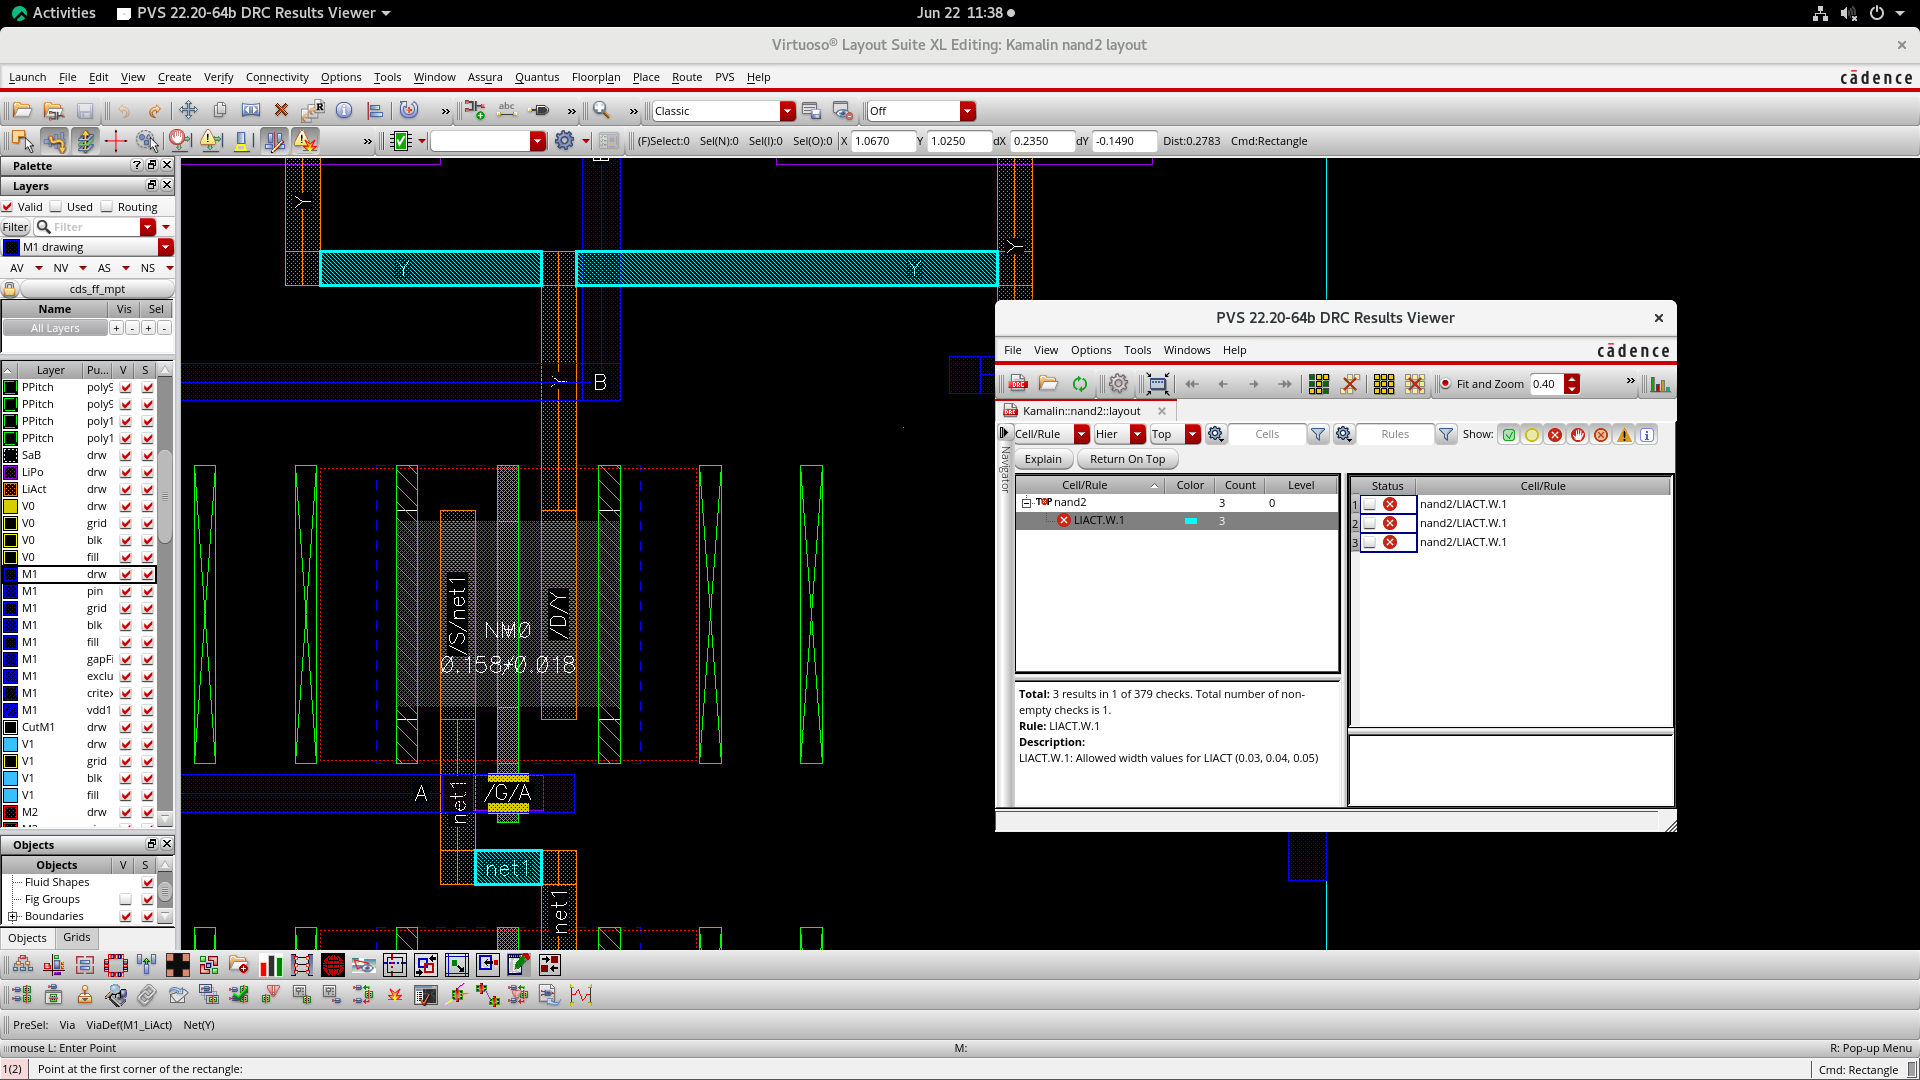 Activities
PVS 22.20-64b DRC Results Viewer
Jun 22 11:38
Virtuoso® Layout Suite XL Editing: Kamalin nand2 layout
Launch File Edit View Create Verify Connectivity Options Tools Window Assura Quantus Floorplan Place Route PVS Help
cādence
Classic
Off
(F)Select:0 Sel(N):0 Sel(I):0 Sel(O):0 X 1.0670 Y 1.0250 dX 0.2350 dY -0.1490 Dist:0.2783 Cmd:Rectangle
Palette
Layers
Valid Used Routing
Filter Filter
M1 drawing
AV NV AS NS
cds_ff_mpt
Name Vis Sel
All Layers + - + -
Layer Pu... V S
PPitch poly9
PPitch poly9
PPitch poly1
PPitch poly1
SaB drw
LiPo drw
LiAct drw
V0 drw
V0 grid
V0 blk
V0 fill
M1 drw
M1 pin
M1 grid
M1 blk
M1 fill
M1 gapFi
M1 exclu
M1 critex
M1 vdd1
CutM1 drw
V1 drw
V1 grid
V1 blk
V1 fill
M2 drw
Objects
Objects V S
Fluid Shapes
Fig Groups
Boundaries
Objects Grids
Y
Y
Y
Y
Y
B
/S/net1
NM0
/D/Y
0.158*0.018
A
net1
/G/A
net1
net1
PVS 22.20-64b DRC Results Viewer
File View Options Tools Windows Help
cādence
Fit and Zoom 0.40
Kamalin::nand2::layout
Cell/Rule Hier Top Cells Rules Show:
Navigator
Explain Return On Top
Cell/Rule Color Count Level
TOP nand2 3 0
LIACT.W.1 3
Status Cell/Rule
1 nand2/LIACT.W.1
2 nand2/LIACT.W.1
3 nand2/LIACT.W.1
Total: 3 results in 1 of 379 checks. Total number of non-
empty checks is 1.
Rule: LIACT.W.1
Description:
LIACT.W.1: Allowed width values for LIACT (0.03, 0.04, 0.05)
PreSel: Via ViaDef(M1_LiAct) Net(Y)
mouse L: Enter Point
M:
R: Pop-up Menu
1(2) Point at the first corner of the rectangle:
Cmd: Rectangle